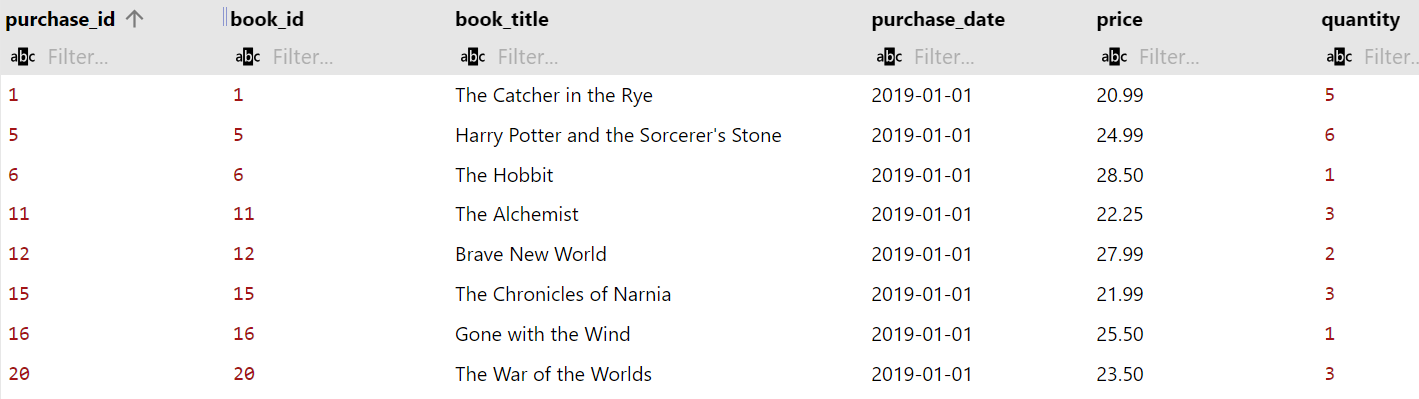 purchase_id ↑ book_id book_title purchase_date price quantity
abc Filter... abc Filter... abc Filter... abc Filter... abc Filter... abc Filter...
1 1 The Catcher in the Rye 2019-01-01 20.99 5
5 5 Harry Potter and the Sorcerer's Stone 2019-01-01 24.99 6
6 6 The Hobbit 2019-01-01 28.50 1
11 11 The Alchemist 2019-01-01 22.25 3
12 12 Brave New World 2019-01-01 27.99 2
15 15 The Chronicles of Narnia 2019-01-01 21.99 3
16 16 Gone with the Wind 2019-01-01 25.50 1
20 20 The War of the Worlds 2019-01-01 23.50 3